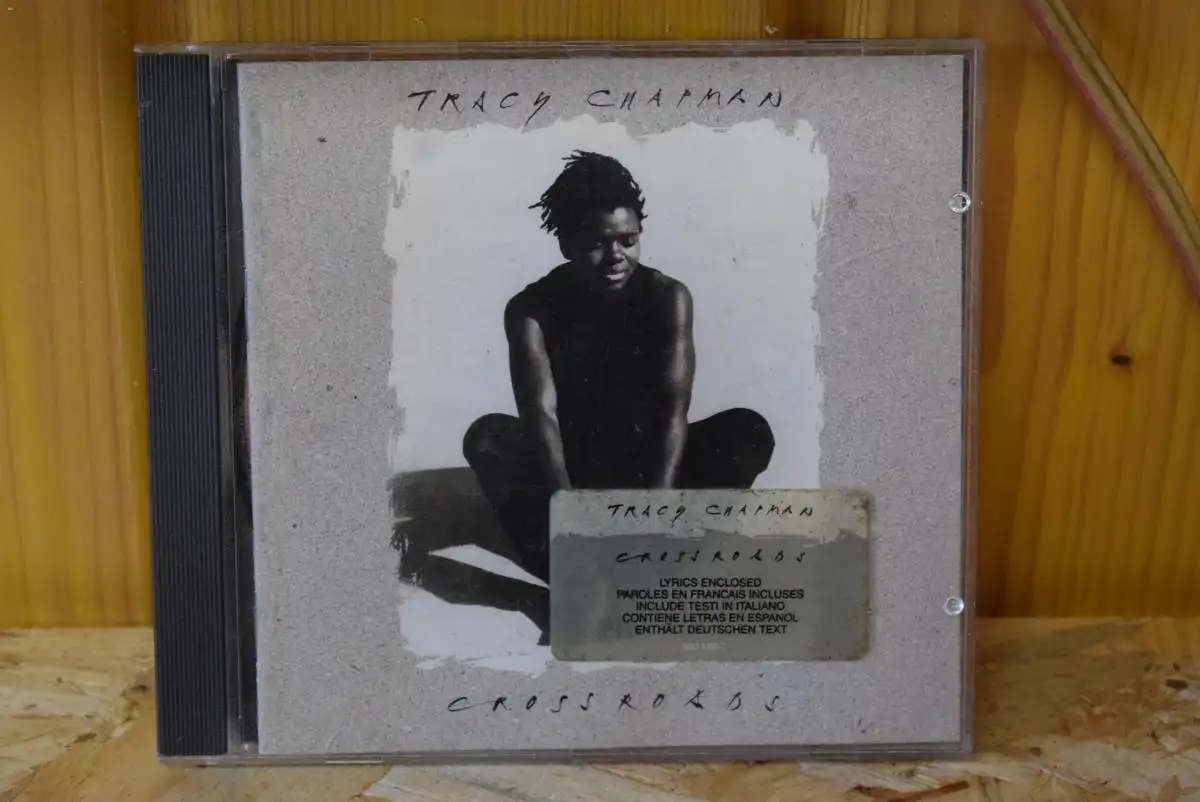 TRACY CHAPMAN
TRACY CHAPMAN
CROSSROADS
LYRICS ENCLOSED
PAROLES EN FRANCAIS INCLUSES
INCLUDE TESTI IN ITALIANO
CONTIENE LETRAS EN ESPANOL
ENTHÄLT DEUTSCHEN TEXT
CROSSROADS